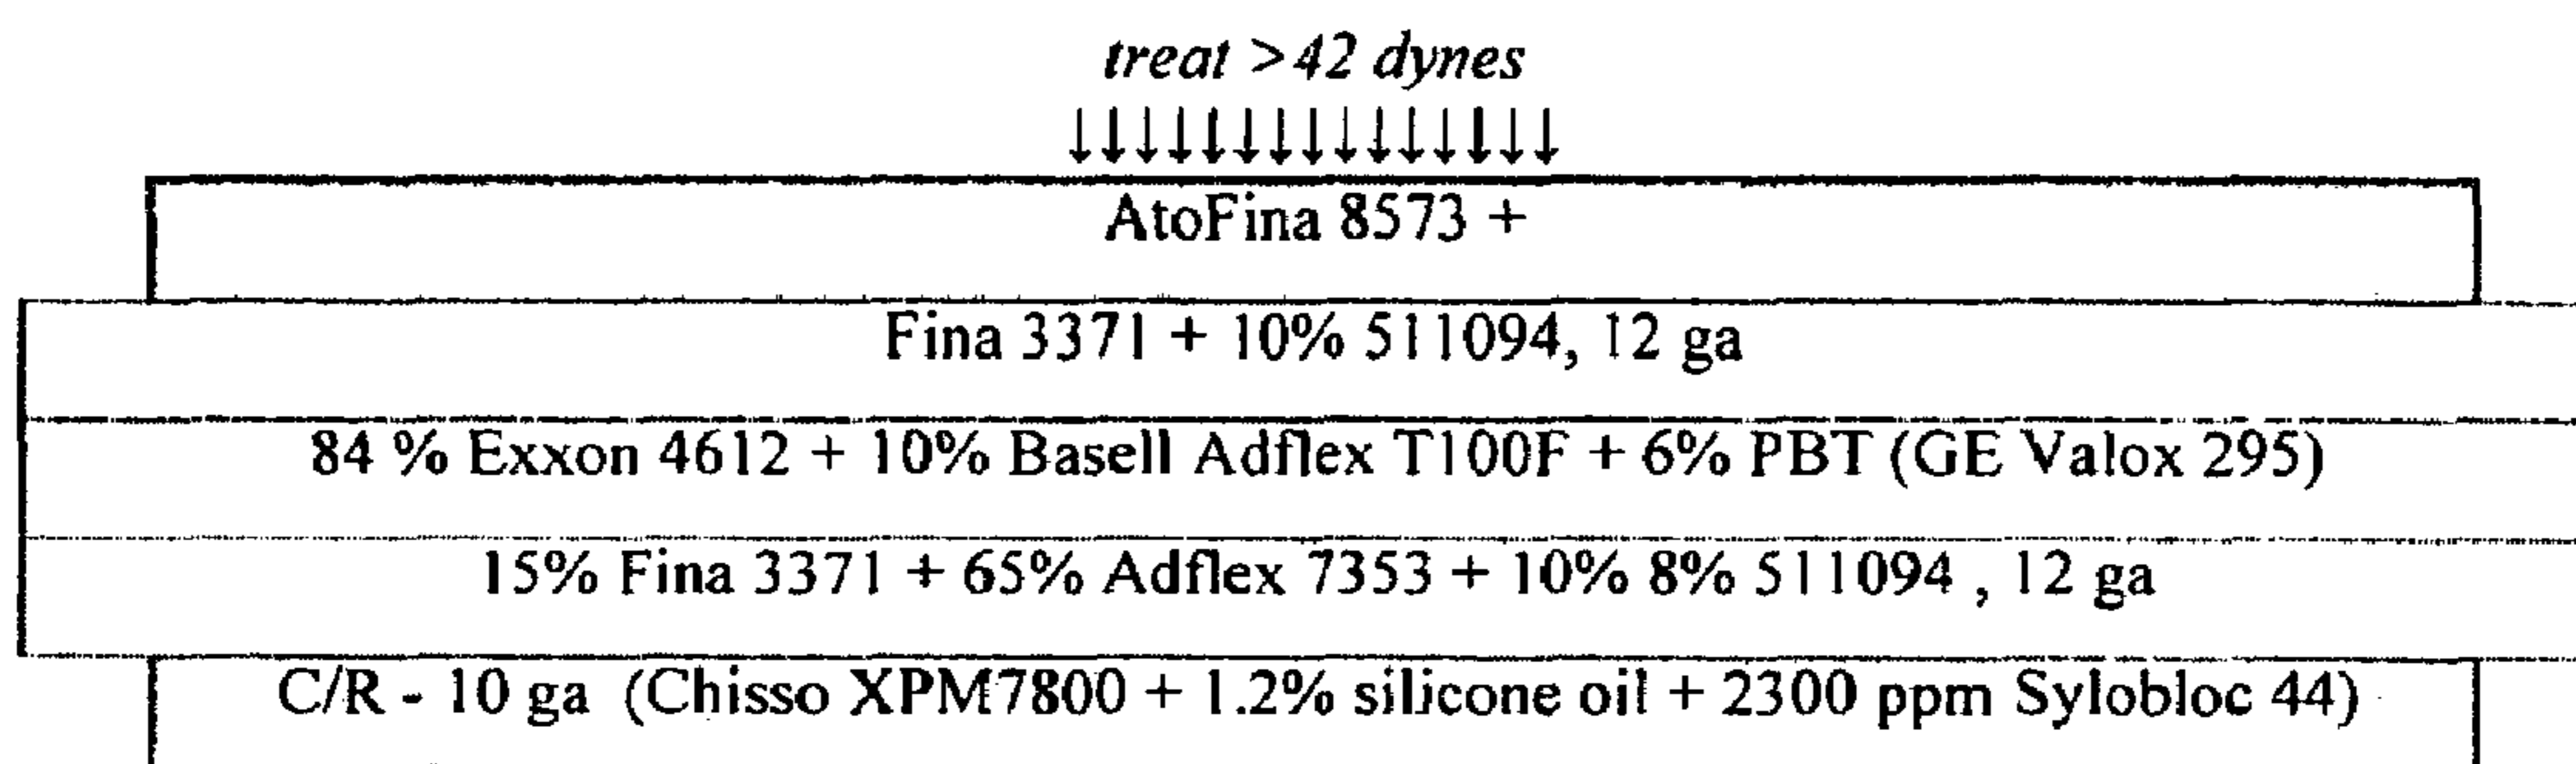 treat >42 dynes
↓↓↓↓↓↓↓↓↓↓↓↓↓↓↓
AtoFina 8573 +
Fina 3371 + 10% 511094, 12 ga
84 % Exxon 4612 + 10% Basell Adflex T100F + 6% PBT (GE Valox 295)
15% Fina 3371 + 65% Adflex 7353 + 10% 8% 511094 , 12 ga
C/R - 10 ga (Chisso XPM7800 + 1.2% silicone oil + 2300 ppm Sylobloc 44)